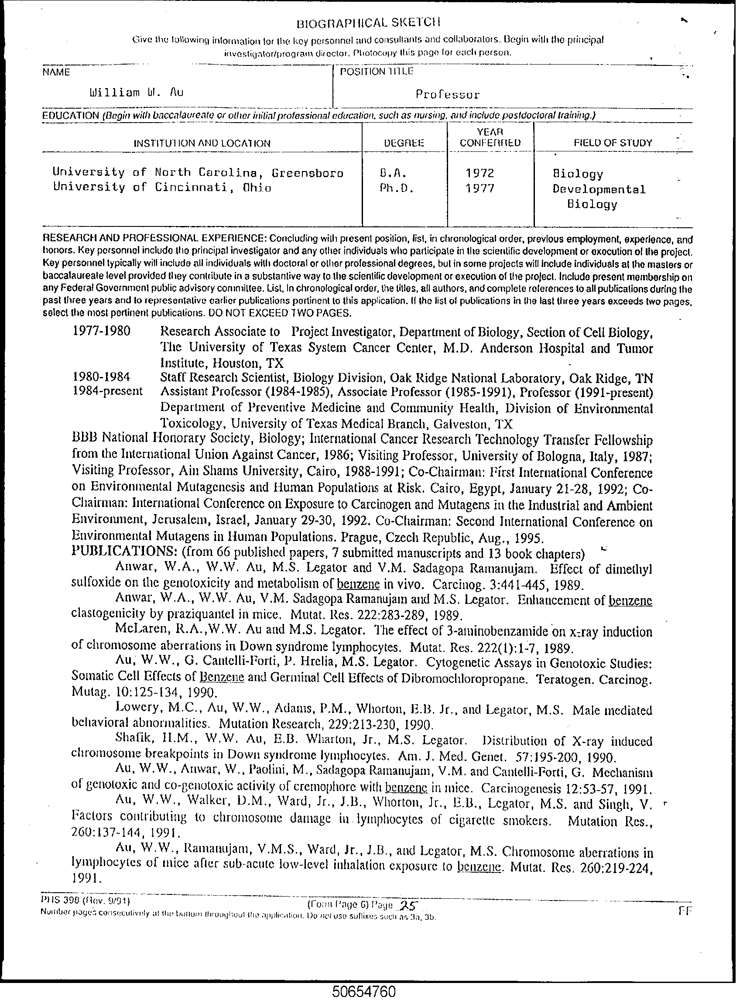 BIOGRAPHICAL SKETCH
Give the following information for the key personnel and consultants and collaborators. Begin with the principal
investigator/program director. Photocopy this page for each person.
NAME
POSITION TITLE
William W. Au
Professor
EDUCATION (Begin with baccalaureate or other initial professional education, such as nursing, and include postdoctoral training.)
INSTITUTION AND LOCATION
DEGREE
YEAR
CONFERRED
FIELD OF STUDY
University of North Carolina, Greensboro
B.A.
1972
Biology
University of Cincinnati, Ohio
Ph.D.
1977
Developmental
Biology
RESEARCH AND PROFESSIONAL EXPERIENCE: Concluding with present position, list, in chronological order, previous employment, experience, and
honors. Key personnel include the principal investigator and any other individuals who participate in the scientific development or execution of the project.
Key personnel typically will include all individuals with doctoral or other professional degrees, but in some projects will include individuals at the masters or
baccalaureate level provided they contribute in a substantive way to the scientific development or execution of the project. Include present membership on
any Federal Government public advisory committee. List, in chronological order, the titles, all authors, and complete references to all publications during the
past three years and to representative earlier publications pertinent to this application. If the list of publications in the last three years exceeds two pages,
select the most pertinent publications. DO NOT EXCEED TWO PAGES.
1977-1980 Research Associate to Project Investigator, Department of Biology, Section of Cell Biology,
The University of Texas System Cancer Center, M.D. Anderson Hospital and Tumor
Institute, Houston, TX
1980-1984 Staff Research Scientist, Biology Division, Oak Ridge National Laboratory, Oak Ridge, TN
1984-present Assistant Professor (1984-1985), Associate Professor (1985-1991), Professor (1991-present)
Department of Preventive Medicine and Community Health, Division of Environmental
Toxicology, University of Texas Medical Branch, Galveston, TX
BBB National Honorary Society, Biology; International Cancer Research Technology Transfer Fellowship
from the International Union Against Cancer, 1986; Visiting Professor, University of Bologna, Italy, 1987;
Visiting Professor, Ain Shams University, Cairo, 1988-1991; Co-Chairman: First International Conference
on Environmental Mutagenesis and Human Populations at Risk. Cairo, Egypt, January 21-28, 1992; Co-
Chairman: International Conference on Exposure to Carcinogen and Mutagens in the Industrial and Ambient
Environment, Jerusalem, Israel, January 29-30, 1992. Co-Chairman: Second International Conference on
Environmental Mutagens in Human Populations. Prague, Czech Republic, Aug., 1995.
PUBLICATIONS: (from 66 published papers, 7 submitted manuscripts and 13 book chapters)
Anwar, W.A., W.W. Au, M.S. Legator and V.M. Sadagopa Ramanujam. Effect of dimethyl
sulfoxide on the genotoxicity and metabolism of benzene in vivo. Carcinog. 3:441-445, 1989.
Anwar, W.A., W.W. Au, V.M. Sadagopa Ramanujam and M.S. Legator. Enhancement of benzene
clastogenicity by praziquantel in mice. Mutat. Res. 222:283-289, 1989.
McLaren, R.A.,W.W. Au and M.S. Legator. The effect of 3-aminobenzamide on x-ray induction
of chromosome aberrations in Down syndrome lymphocytes. Mutat. Res. 222(1):1-7, 1989.
Au, W.W., G. Cantelli-Forti, P. Hrelia, M.S. Legator. Cytogenetic Assays in Genotoxic Studies:
Somatic Cell Effects of Benzene and Germinal Cell Effects of Dibromochloropropane. Teratogen. Carcinog.
Mutag. 10:125-134, 1990.
Lowery, M.C., Au, W.W., Adams, P.M., Whorton, E.B. Jr., and Legator, M.S. Male mediated
behavioral abnormalities. Mutation Research, 229:213-230, 1990.
Shafik, H.M., W.W. Au, E.B. Wharton, Jr., M.S. Legator. Distribution of X-ray induced
chromosome breakpoints in Down syndrome lymphocytes. Am. J. Med. Genet. 57:195-200, 1990.
Au, W.W., Anwar, W., Paolini, M., Sadagopa Ramanujam, V.M. and Cantelli-Forti, G. Mechanism
of genotoxic and co-genotoxic activity of cremophore with benzene in mice. Carcinogenesis 12:53-57, 1991.
Au, W.W., Walker, D.M., Ward, Jr., J.B., Whorton, Jr., E.B., Legator, M.S. and Singh, V.
Factors contributing to chromosome damage in lymphocytes of cigarette smokers. Mutation Res.,
260:137-144, 1991.
Au, W.W., Ramanujam, V.M.S., Ward, Jr., J.B., and Legator, M.S. Chromosome aberrations in
lymphocytes of mice after sub-acute low-level inhalation exposure to benzene. Mutat. Res. 260:219-224,
1991.
PHS 398 (Rev. 9/91)
(Form Page 6) Page 25
FF
Number pages consecutively at the bottom throughout the application. Do not use suffixes such as 3a, 3b.
50654760